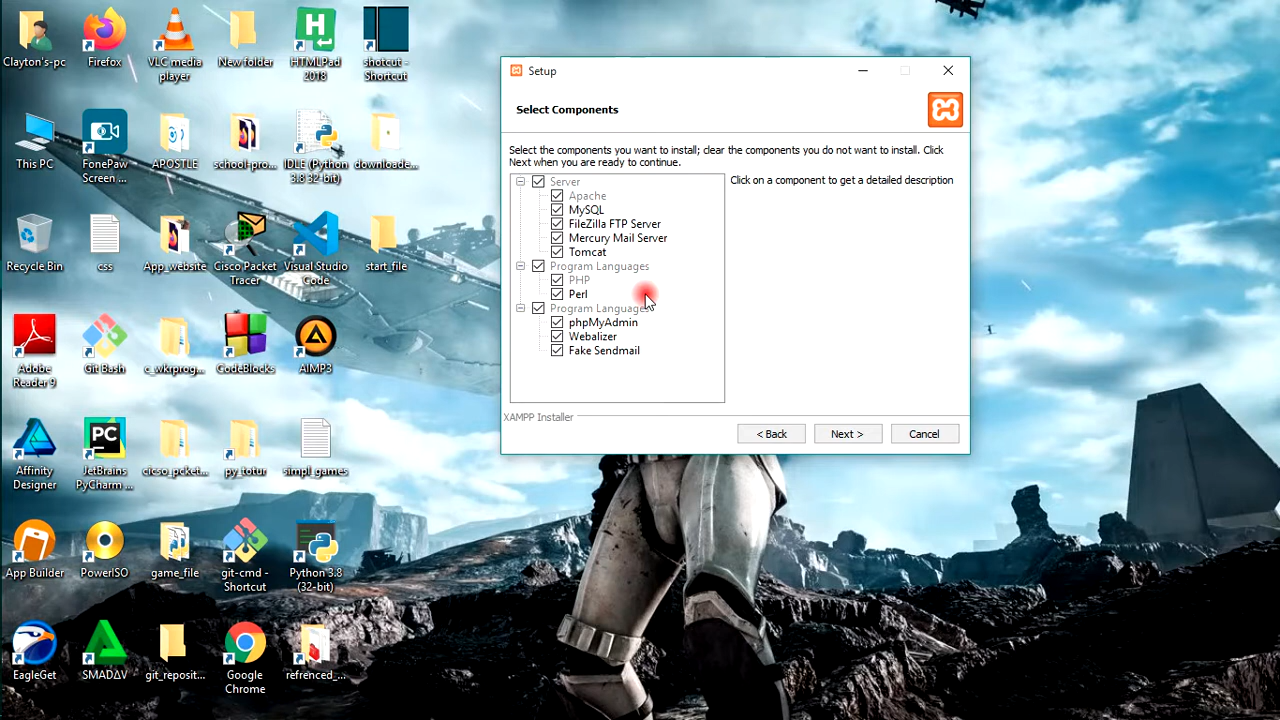 Clayton's-pc
Firefox
VLC media
player
New folder
HTMLPad
2018
shotcut -
Shortcut
This PC
FonePaw
Screen ...
APOSTLE
school-pro...
IDLE (Python
3.8 32-bit)
downloade...
Recycle Bin
css
App_website
Cisco Packet
Tracer
Visual Studio
Code
start_file
Adobe
Reader 9
Git Bash
c_wkrprog...
CodeBlocks
AIMP3
Affinity
Designer
JetBrains
PyCharm ...
cicso_pcket...
py_totur
simpl_games
App Builder
PowerISO
game_file
git-cmd -
Shortcut
Python 3.8
(32-bit)
EagleGet
SMADΔV
git_reposit...
Google
Chrome
refrenced_...
Setup
Select Components
Select the components you want to install; clear the components you do not want to install. Click
Next when you are ready to continue.
Server
Apache
MySQL
FileZilla FTP Server
Mercury Mail Server
Tomcat
Program Languages
PHP
Perl
Program Languages
phpMyAdmin
Webalizer
Fake Sendmail
Click on a component to get a detailed description
XAMPP Installer
< Back
Next >
Cancel